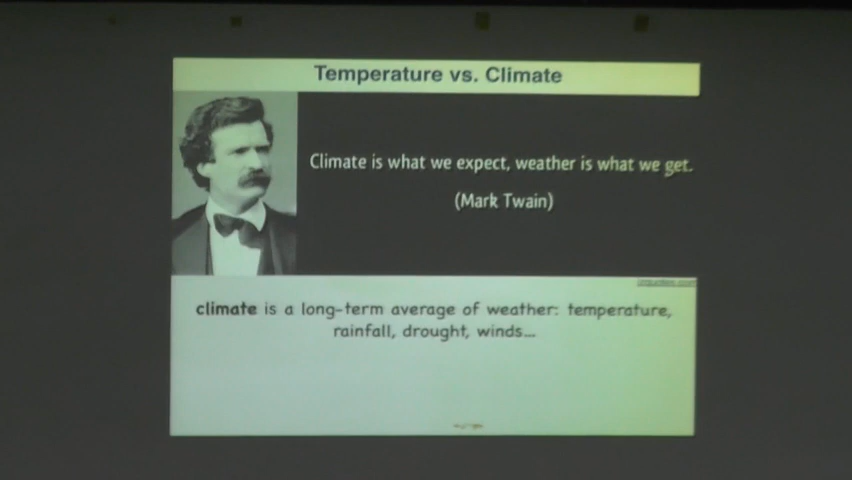 Temperature vs. Climate
Climate is what we expect, weather is what we get.
(Mark Twain)
climate is a long-term average of weather: temperature,
rainfall, drought, winds...